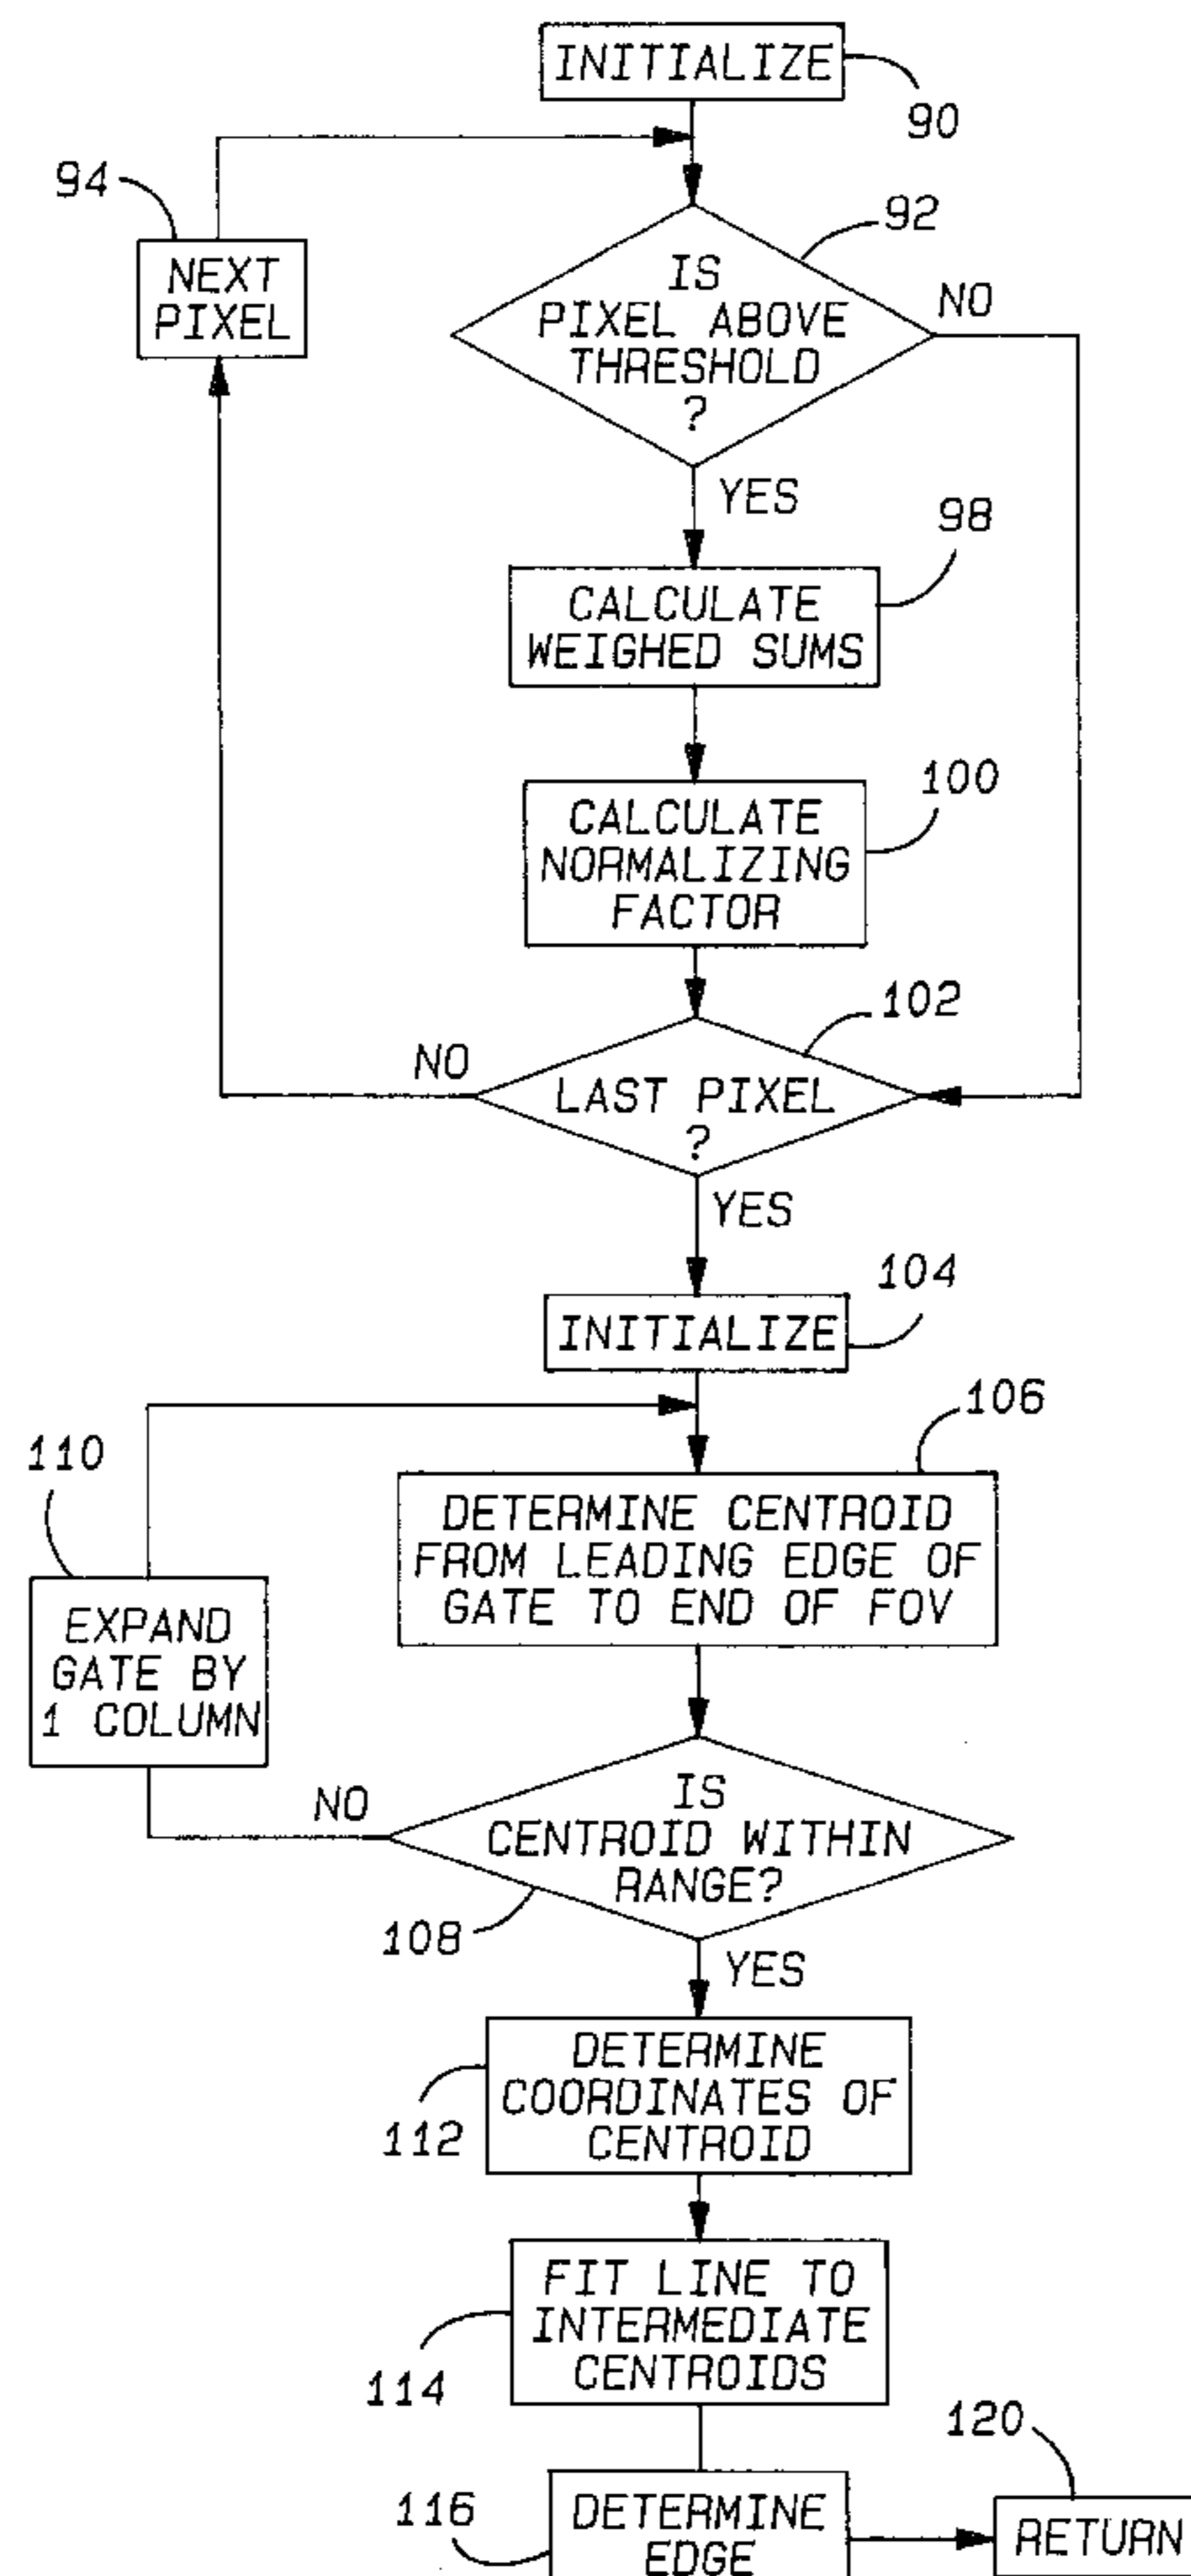 INITIALIZE
90
94
92
NEXT
PIXEL
IS
PIXEL ABOVE
THRESHOLD
?
NO
YES
98
CALCULATE
WEIGHED SUMS
100
CALCULATE
NORMALIZING
FACTOR
102
NO
LAST PIXEL
?
YES
104
INITIALIZE
106
110
DETERMINE CENTROID
FROM LEADING EDGE OF
GATE TO END OF FOV
EXPAND
GATE BY
1 COLUMN
NO
IS
CENTROID WITHIN
RANGE?
108
YES
DETERMINE
COORDINATES OF
CENTROID
112
FIT LINE TO
INTERMEDIATE
CENTROIDS
114
120
116
DETERMINE
EDGE
RETURN